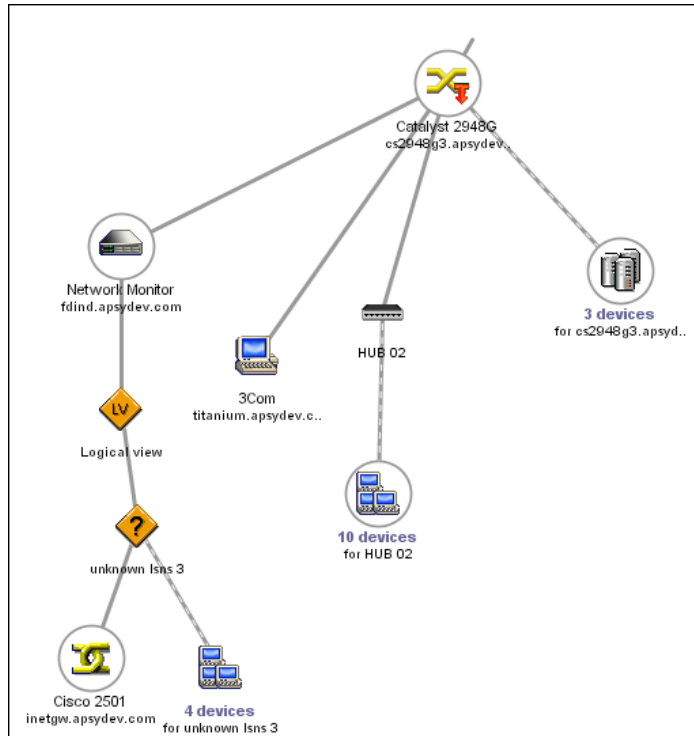 Catalyst 2948G
cs2948g3.apsydev..
Network Monitor
fdind.apsydev.com
3 devices
for cs2948g3.apsyd..
HUB 02
3Com
titanium.apsydev.c..
LV
Logical view
10 devices
for HUB 02
?
unknown lsns 3
Cisco 2501
inetgw.apsydev.com
4 devices
for unknown lsns 3